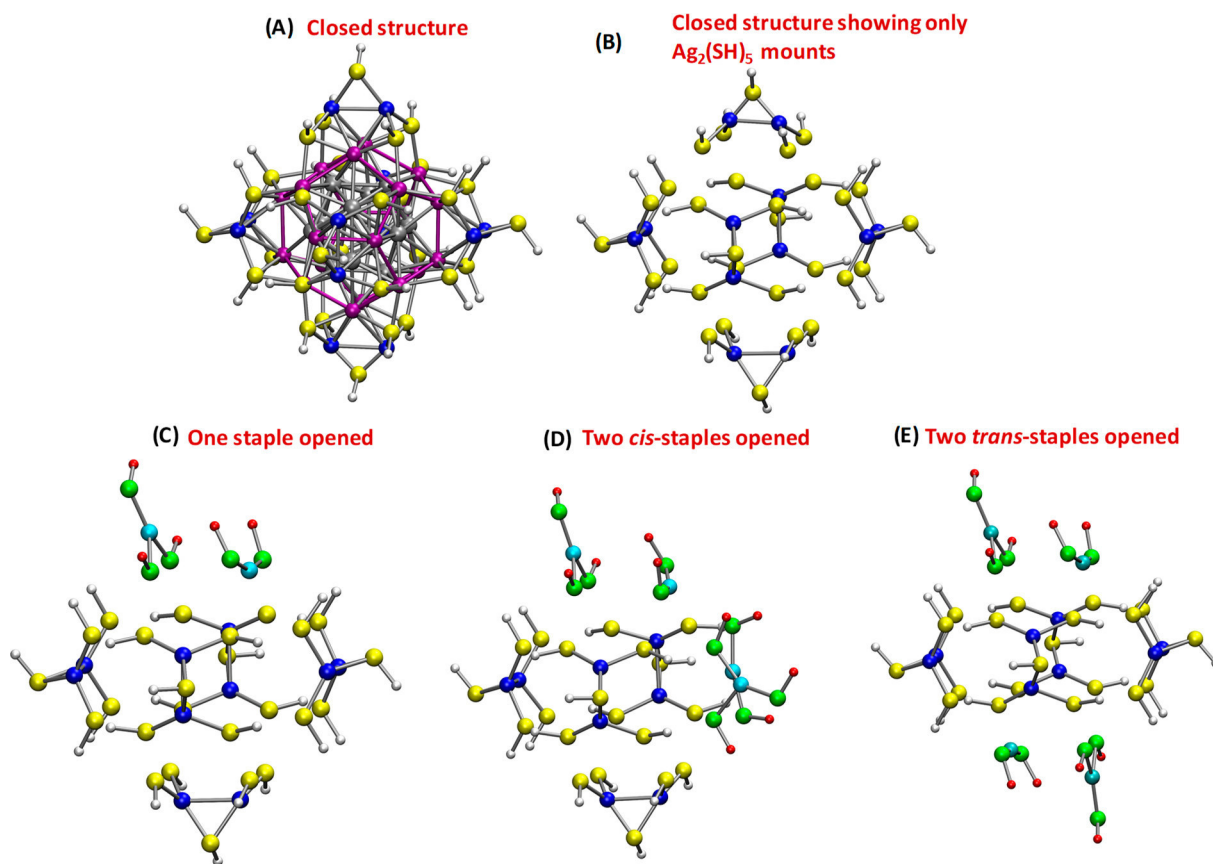 (A) Closed structure
(B) Closed structure showing only
Ag₂(SH)₅ mounts
(C) One staple opened
(D) Two cis-staples opened
(E) Two trans-staples opened